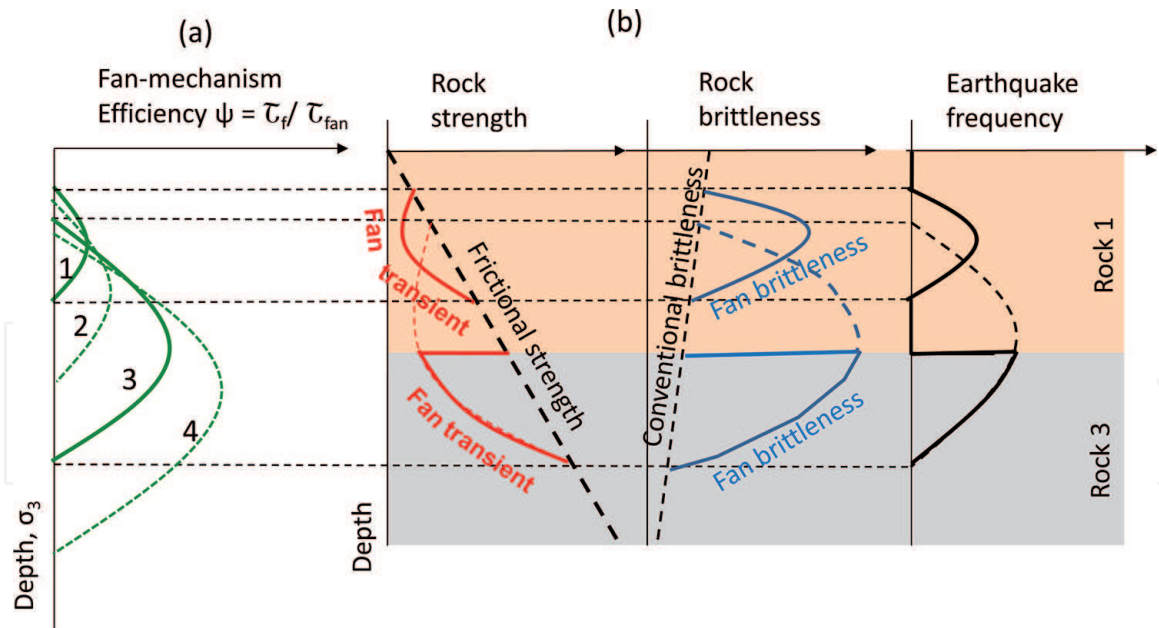 (a)
Fan-mechanism
Efficiency ψ = τf/ τfan
1
2
3
4
Depth, σ3
(b)
Rock
strength
Rock
brittleness
Earthquake
frequency
Fan
transient
Frictional strength
Fan transient
Conventional brittleness
Fan brittleness
Fan brittleness
Rock 1
Rock 3
Depth